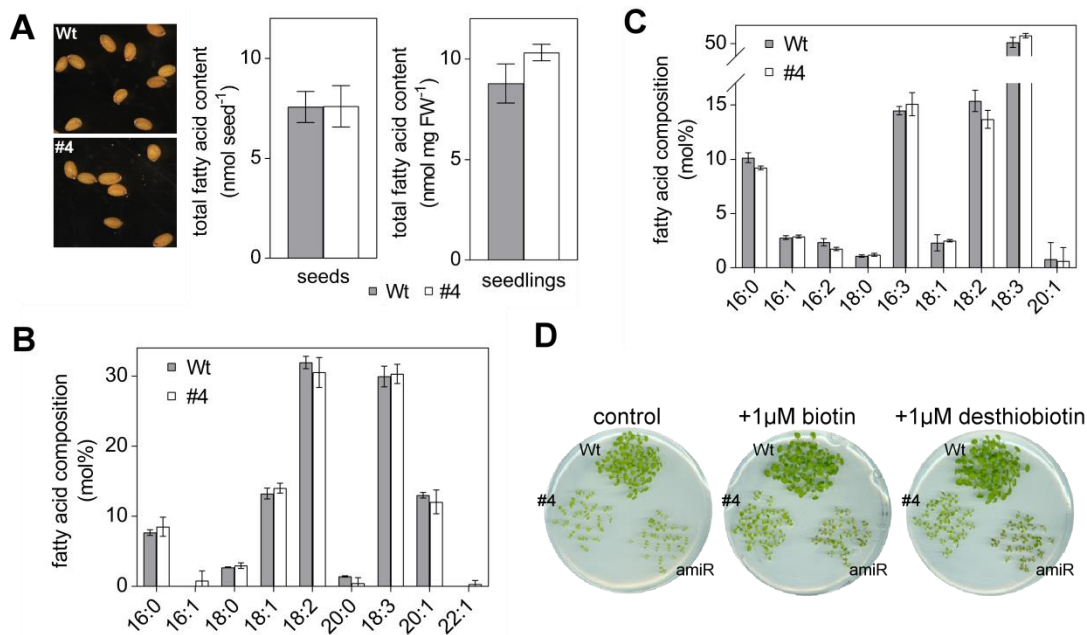 A
Wt
#4
total fatty acid content
(nmol seed⁻¹)
10
5
0
seeds
total fatty acid content
(nmol mg FW⁻¹)
10
5
0
seedlings
Wt #4
B
fatty acid composition
(mol%)
30
20
10
0
Wt
#4
16:0 16:1 18:0 18:1 18:2 20:0 18:3 20:1 22:1
C
fatty acid composition
(mol%)
50
15
10
5
0
Wt
#4
16:0 16:1 16:2 18:0 16:3 18:1 18:2 18:3 20:1
D
control
Wt
#4
amiR
+1µM biotin
Wt
#4
amiR
+1µM desthiobiotin
Wt
#4
amiR